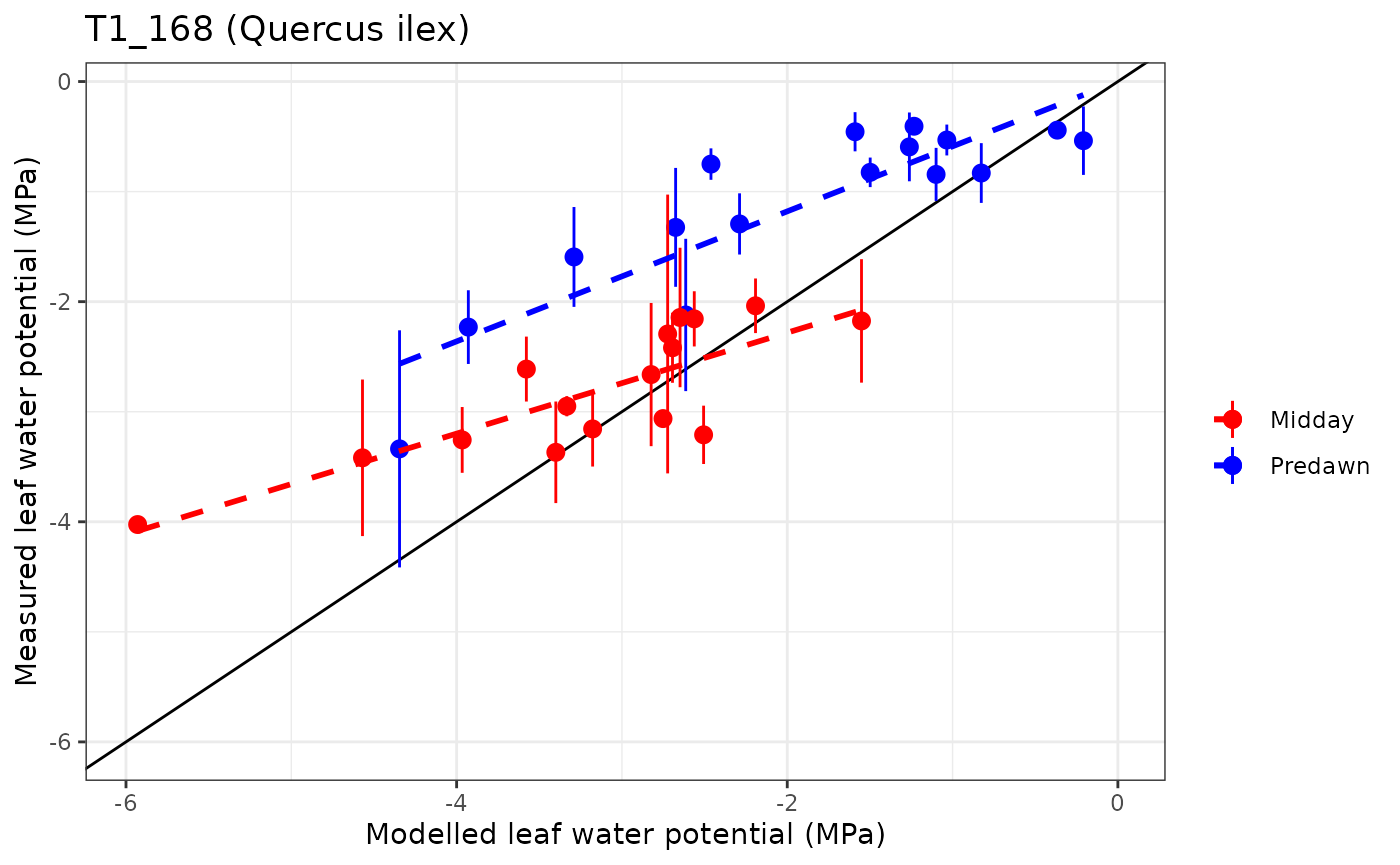 T1_168 (Quercus ilex)
Measured leaf water potential (MPa)
0
-2
-4
-6
-6
-4
-2
0
Modelled leaf water potential (MPa)
Midday
Predawn